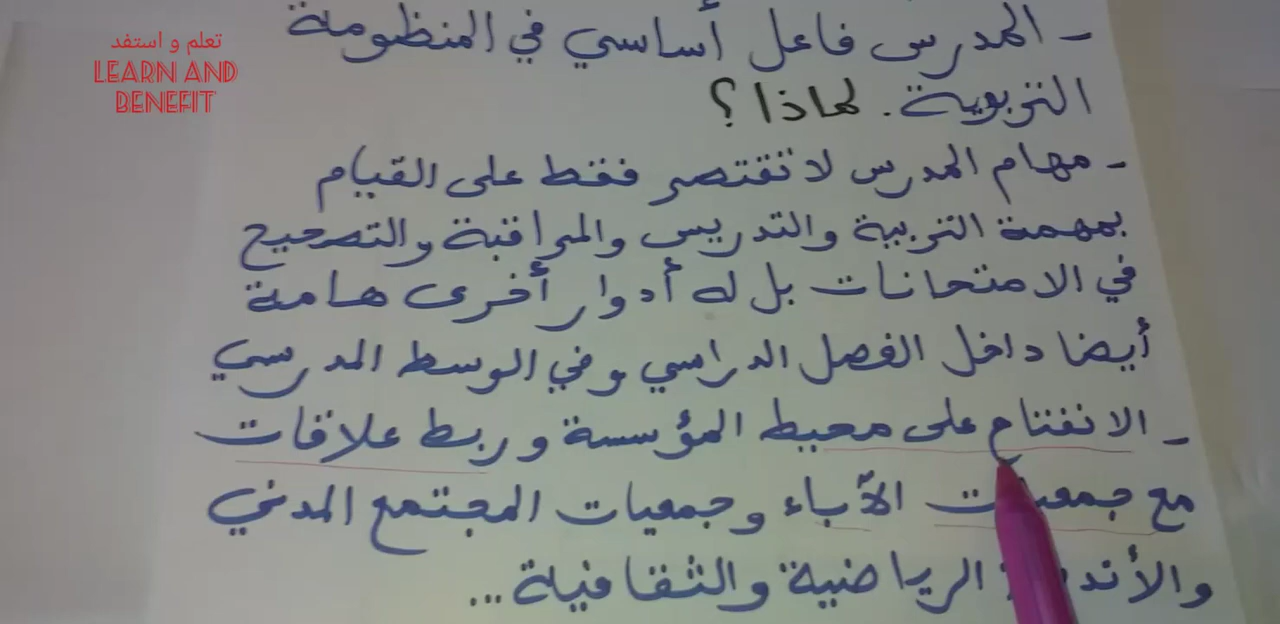 تعلم و استفد
LEARN AND
BENEFIT
- المدرس فاعل أساسي في المنظومة
التربوية. لماذا؟
- مهام المدرس لا تقتصر فقط على القيام
بمهمة التربية والتدريس والمراقبة والتصحيح
في الامتحانات بل له أدوار أخرى هامة
أيضا داخل الفصل الدراسي وفي الوسط المدرسي
- الانفتاح على محيط المؤسسة وربط علاقات
مع الآباء وجمعيات المجتمع المدني
الرياضية والثقافية ...